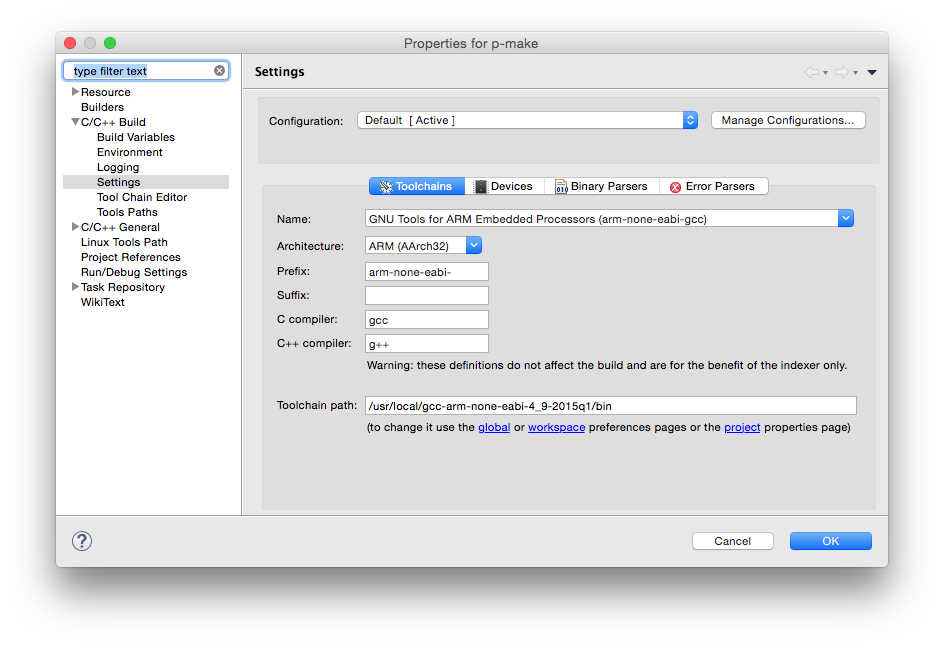 Properties for p-make
type filter text
Resource
Builders
C/C++ Build
Build Variables
Environment
Logging
Settings
Tool Chain Editor
Tools Paths
C/C++ General
Linux Tools Path
Project References
Run/Debug Settings
Task Repository
WikiText
Settings
Configuration: Default [ Active ] Manage Configurations...
Toolchains Devices Binary Parsers Error Parsers
Name: GNU Tools for ARM Embedded Processors (arm-none-eabi-gcc)
Architecture: ARM (AArch32)
Prefix: arm-none-eabi-
Suffix:
C compiler: gcc
C++ compiler: g++
Warning: these definitions do not affect the build and are for the benefit of the indexer only.
Toolchain path: /usr/local/gcc-arm-none-eabi-4_9-2015q1/bin
(to change it use the global or workspace preferences pages or the project properties page)
? Cancel OK